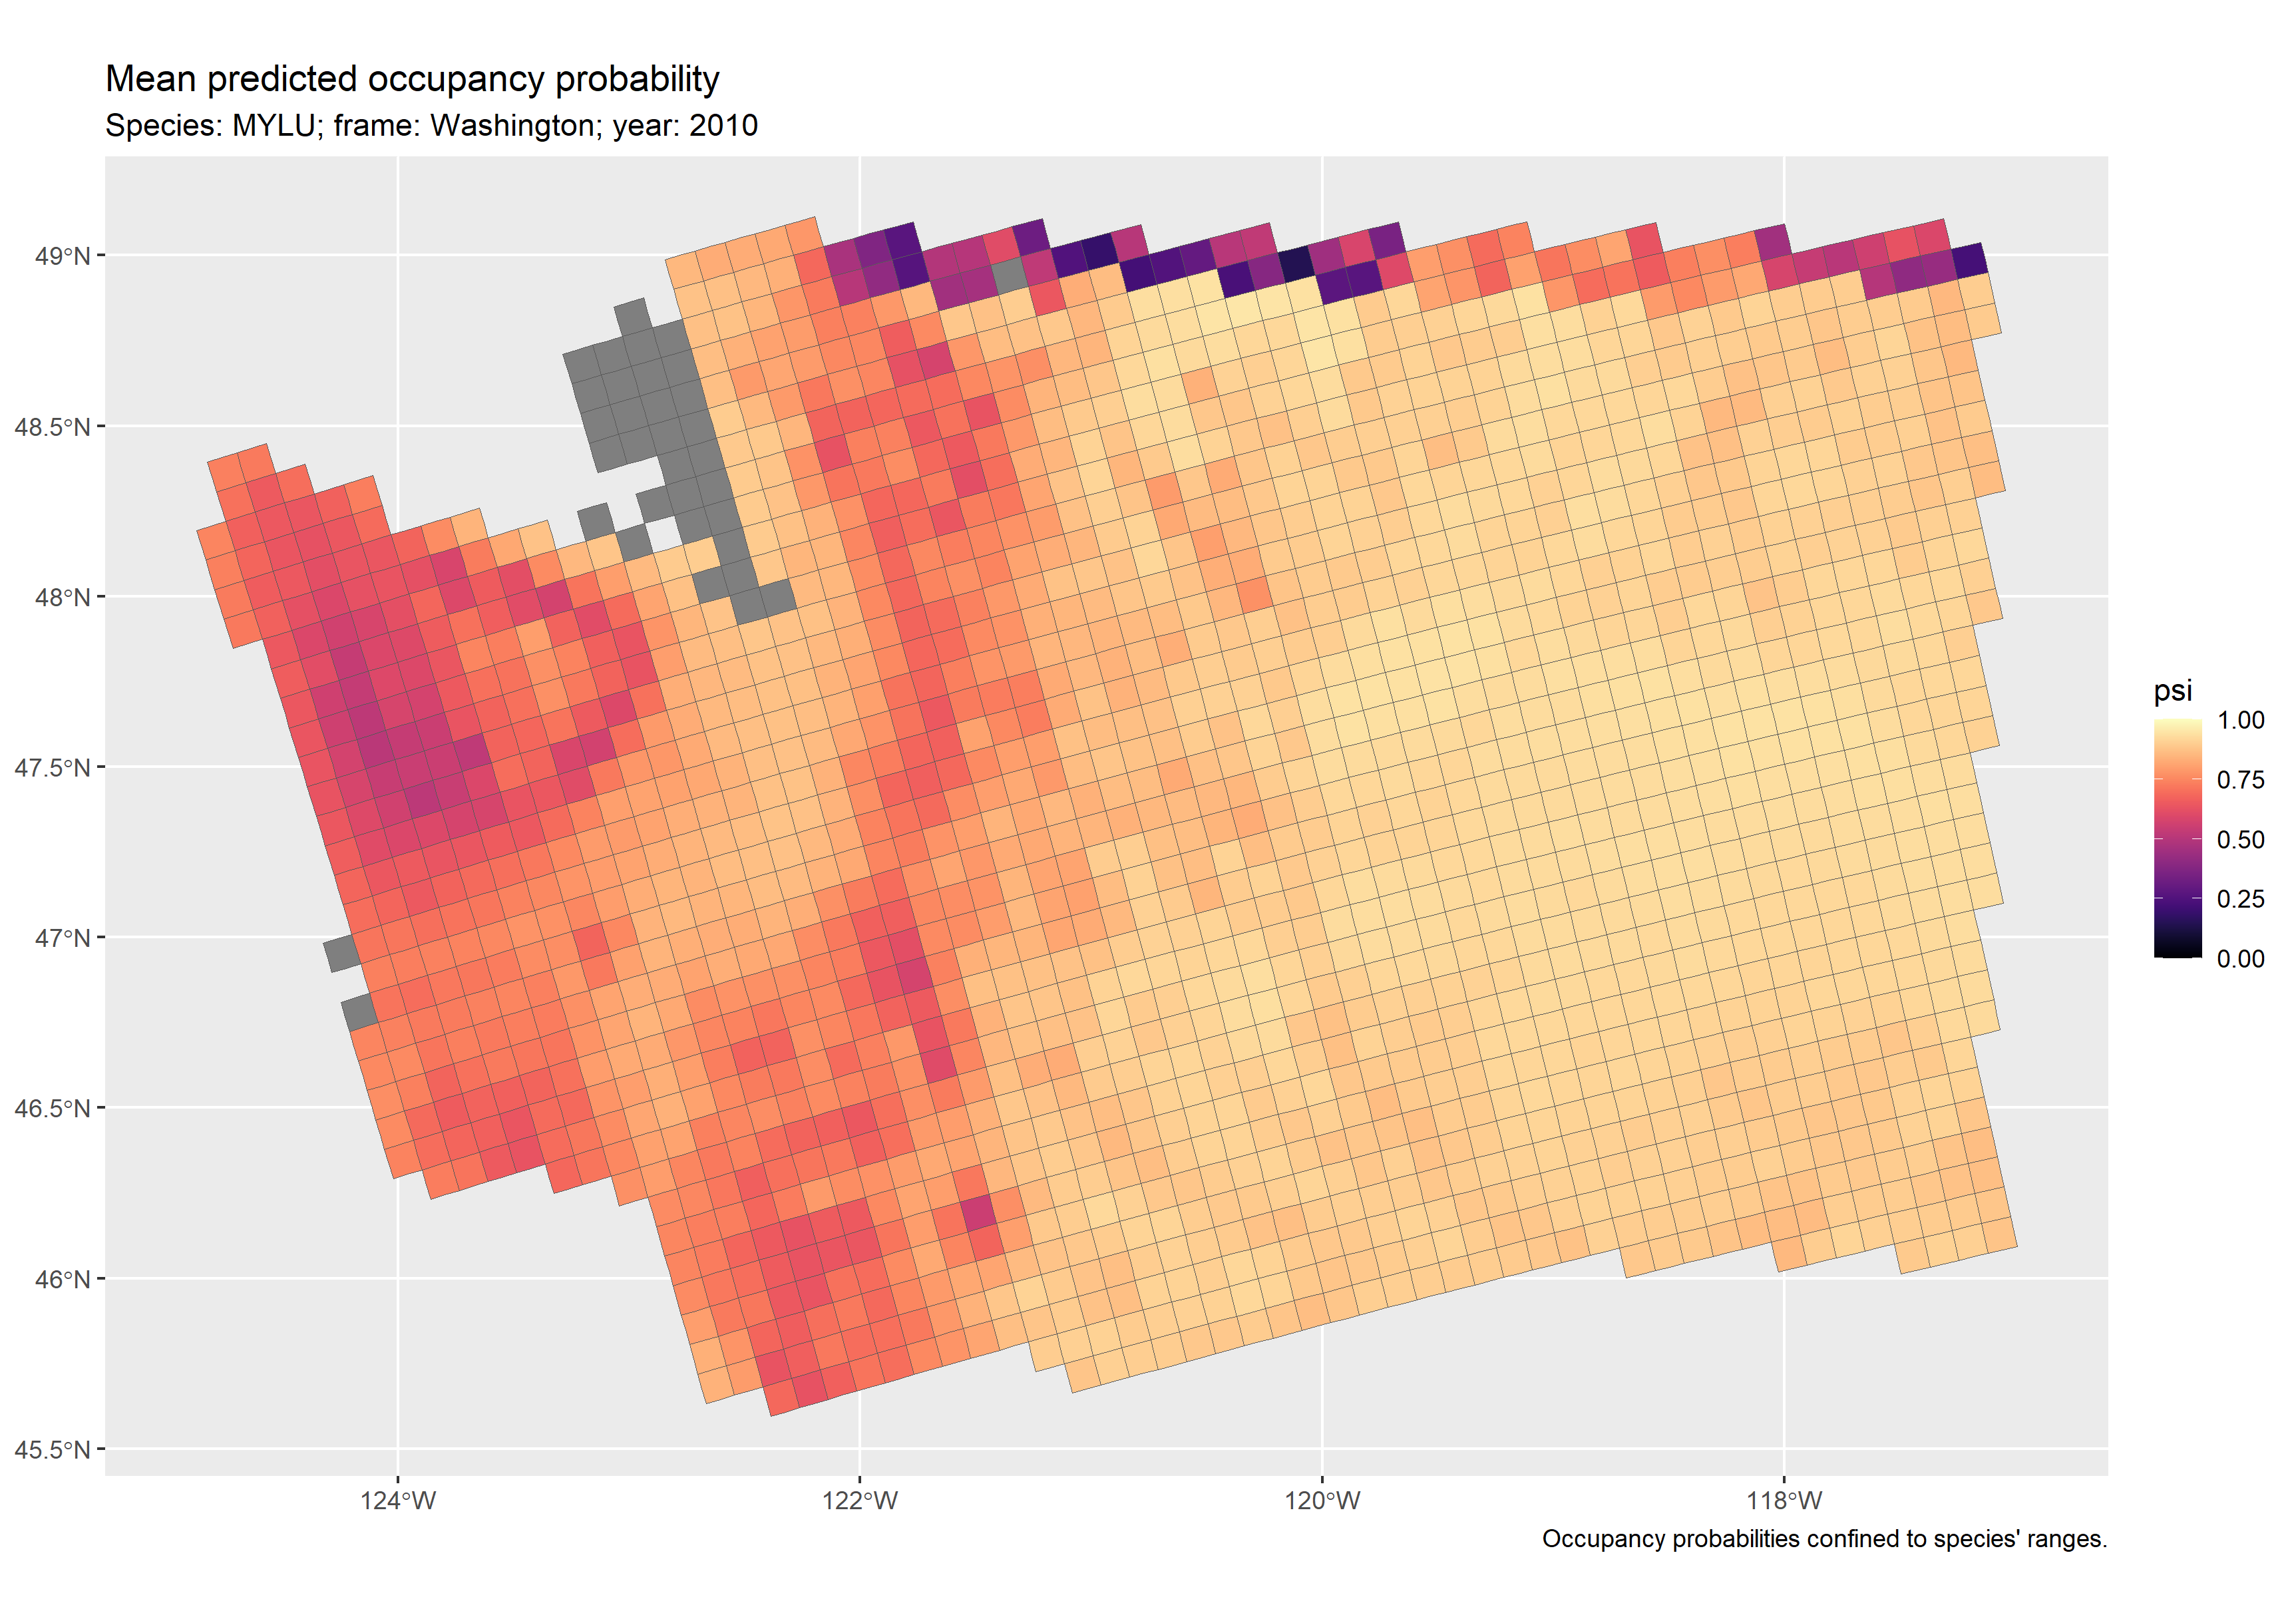 Mean predicted occupancy probability
Species: MYLU; frame: Washington; year: 2010
49°N
48.5°N
48°N
47.5°N
47°N
46.5°N
46°N
45.5°N
124°W
122°W
120°W
118°W
psi
1.00
0.75
0.50
0.25
0.00
Occupancy probabilities confined to species' ranges.